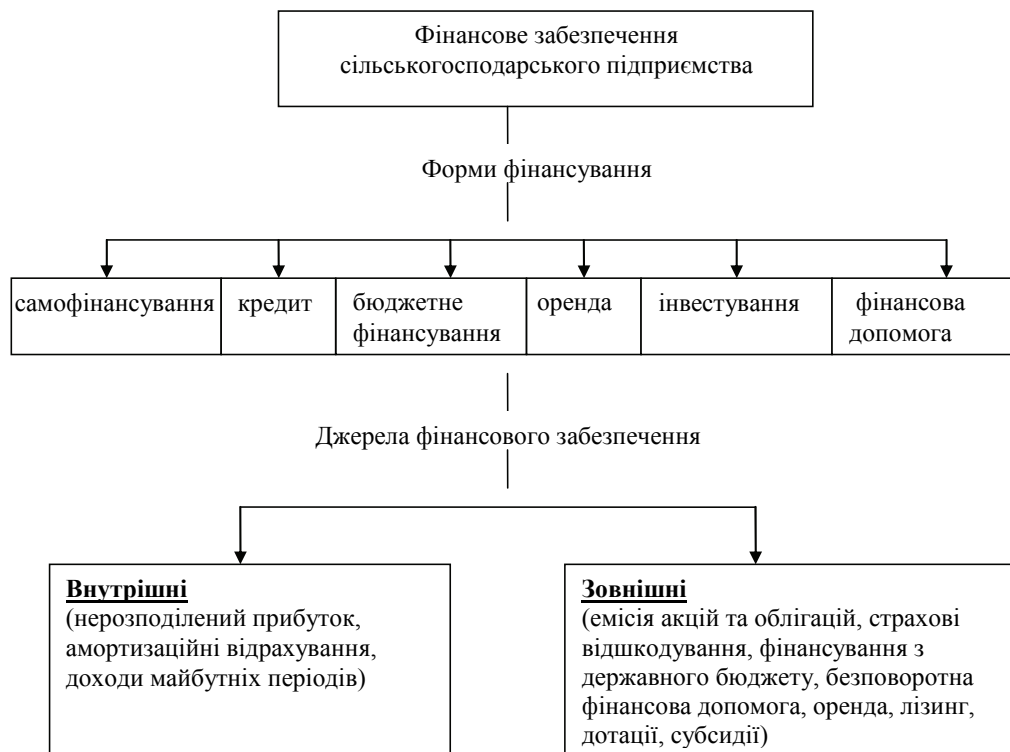 Фінансове забезпечення
сільськогосподарського підприємства
Форми фінансування
самофінансування
кредит
бюджетне
фінансування
оренда
інвестування
фінансова
допомога
Джерела фінансового забезпечення
Внутрішні
(нерозподілений прибуток,
амортизаційні відрахування,
доходи майбутніх періодів)
Зовнішні
(емісія акцій та облігацій, страхові
відшкодування, фінансування з
державного бюджету, безповоротна
фінансова допомога, оренда, лізинг,
дотації, субсидії)